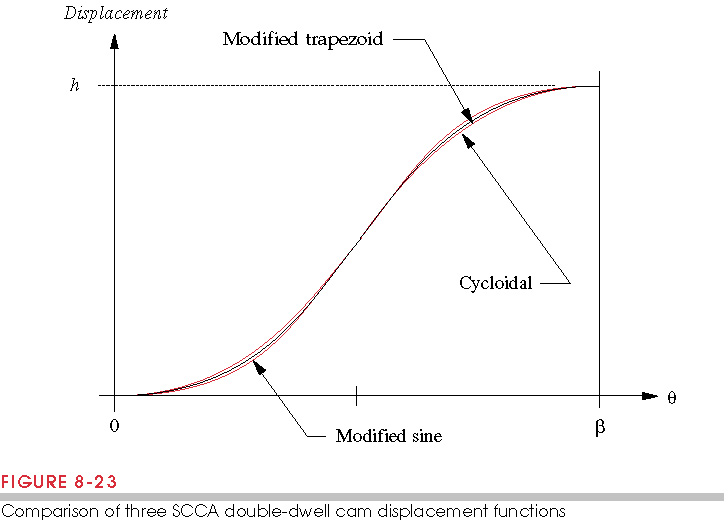 Displacement
Modified trapezoid
h
Cycloidal
θ
0
β
Modified sine
FIGURE 8-23
Comparison of three SCCA double-dwell cam displacement functions